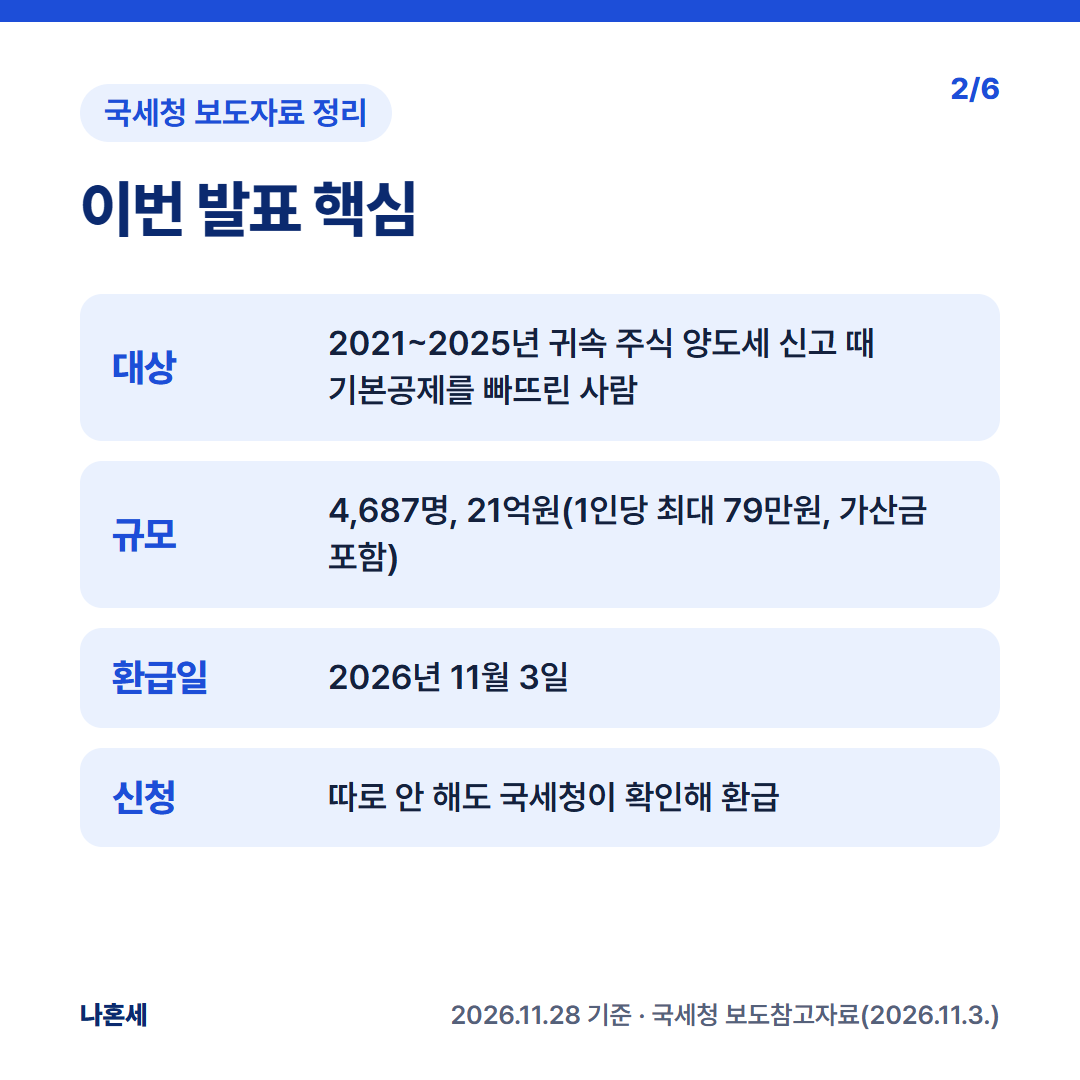 국세청 보도자료 정리
2/6
이번 발표 핵심
대상
2021~2025년 귀속 주식 양도세 신고 때
기본공제를 빠뜨린 사람
규모
4,687명, 21억원(1인당 최대 79만원, 가산금
포함)
환급일
2026년 11월 3일
신청
따로 안 해도 국세청이 확인해 환급
나혼세
2026.11.28 기준 · 국세청 보도참고자료(2026.11.3.)